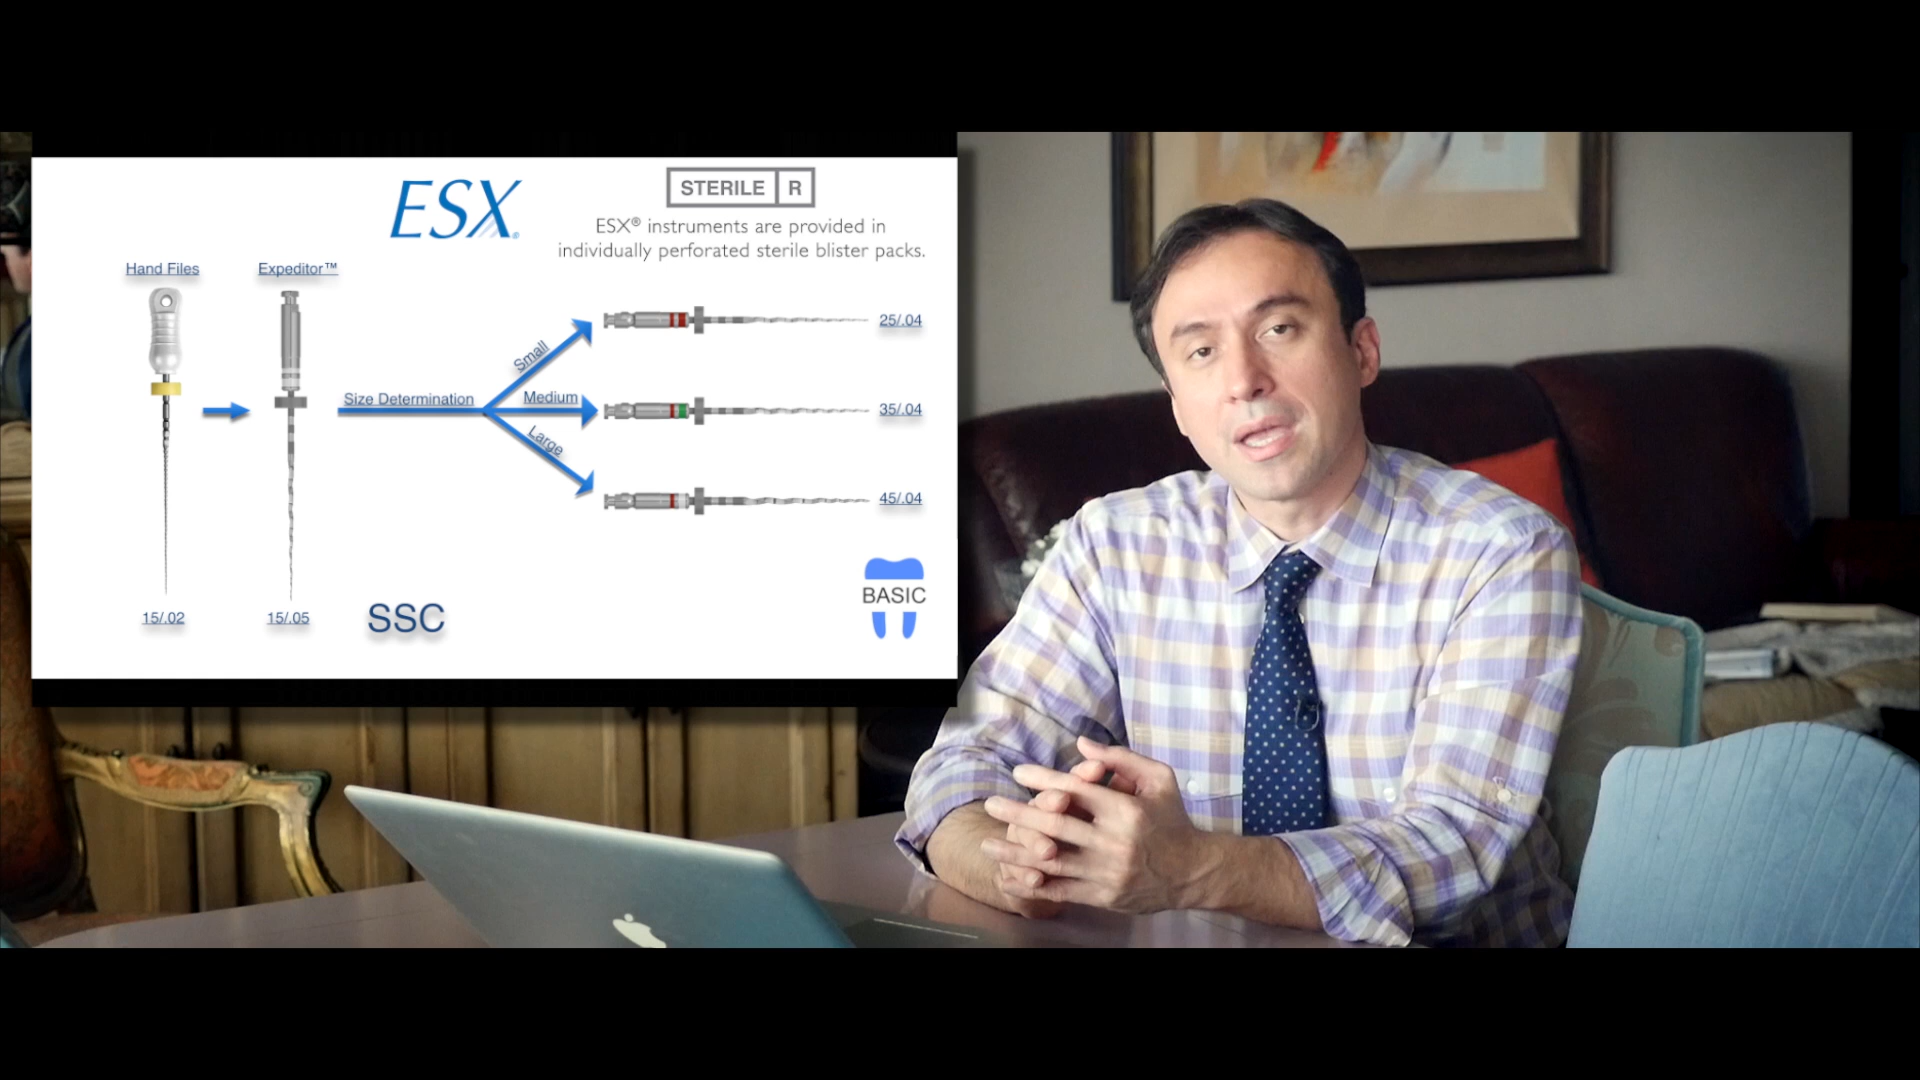 ESX®
STERILE R
ESX® instruments are provided in
individually perforated sterile blister packs.
Hand Files
Expeditor™
Size Determination
Small
Medium
Large
25/.04
35/.04
45/.04
15/.02
15/.05
SSC
BASIC